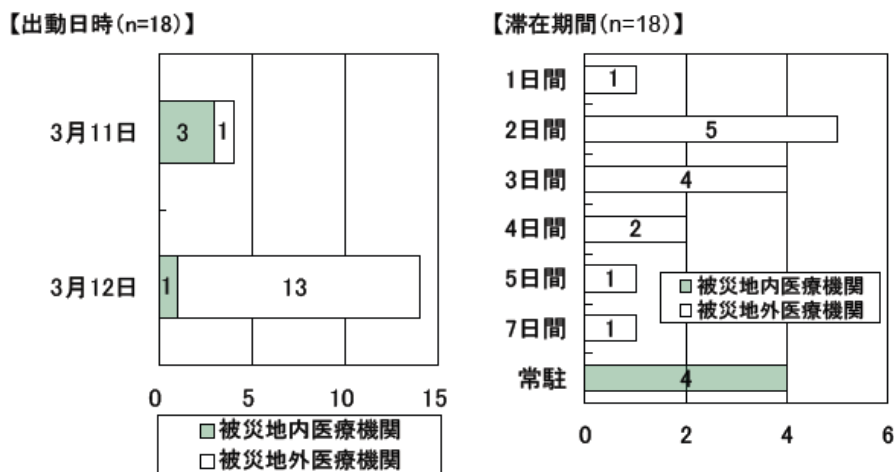 【出動日時(n=18)】
3月11日
3
1
3月12日
1
13
0
5
10
15
被災地内医療機関
被災地外医療機関
【滞在期間(n=18)】
1日間
1
2日間
5
3日間
4
4日間
2
5日間
1
7日間
1
常駐
4
被災地内医療機関
被災地外医療機関
0
2
4
6